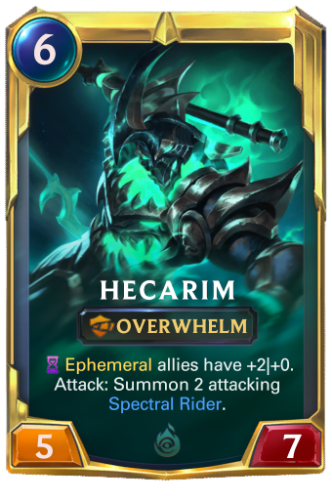 6
HECARIM
OVERWHELM
Ephemeral allies have +2|+0.
Attack: Summon 2 attacking
Spectral Rider.
5
7